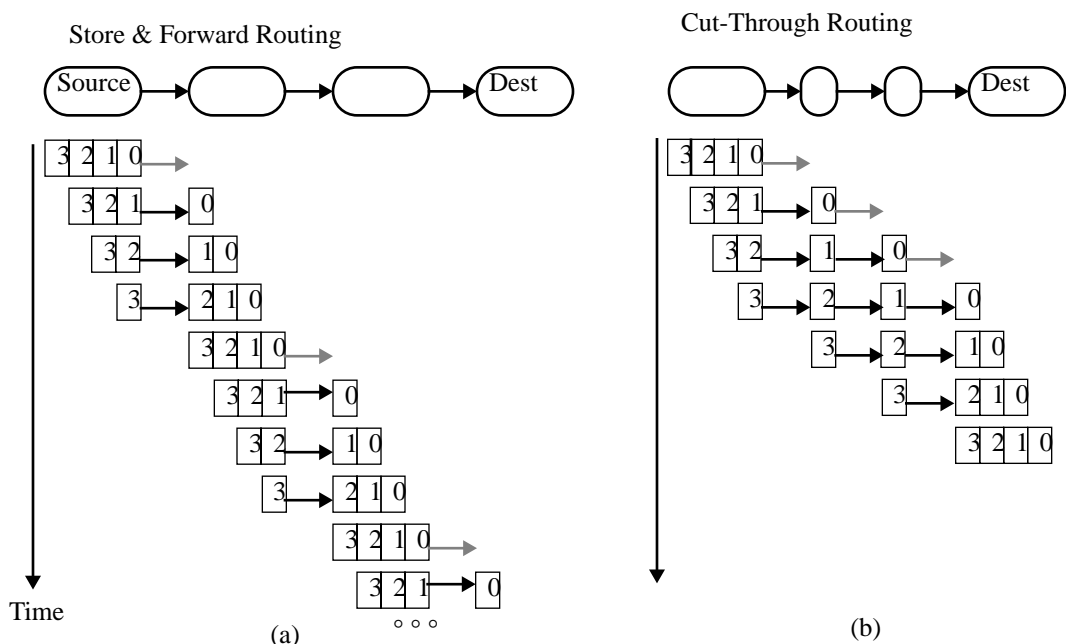 Store & Forward Routing
Source Dest
3 2 1 0
3 2 1 0
3 2 1 0
3 2 1 0
3 2 1 0
3 2 1 0
3 2 1 0
3 2 1 0
3 2 1 0
3 2 1 0
Time
(a)
Cut-Through Routing
Dest
3 2 1 0
3 2 1 0
3 2 1 0
3 2 1 0
3 2 1 0
3 2 1 0
3 2 1 0
(b)